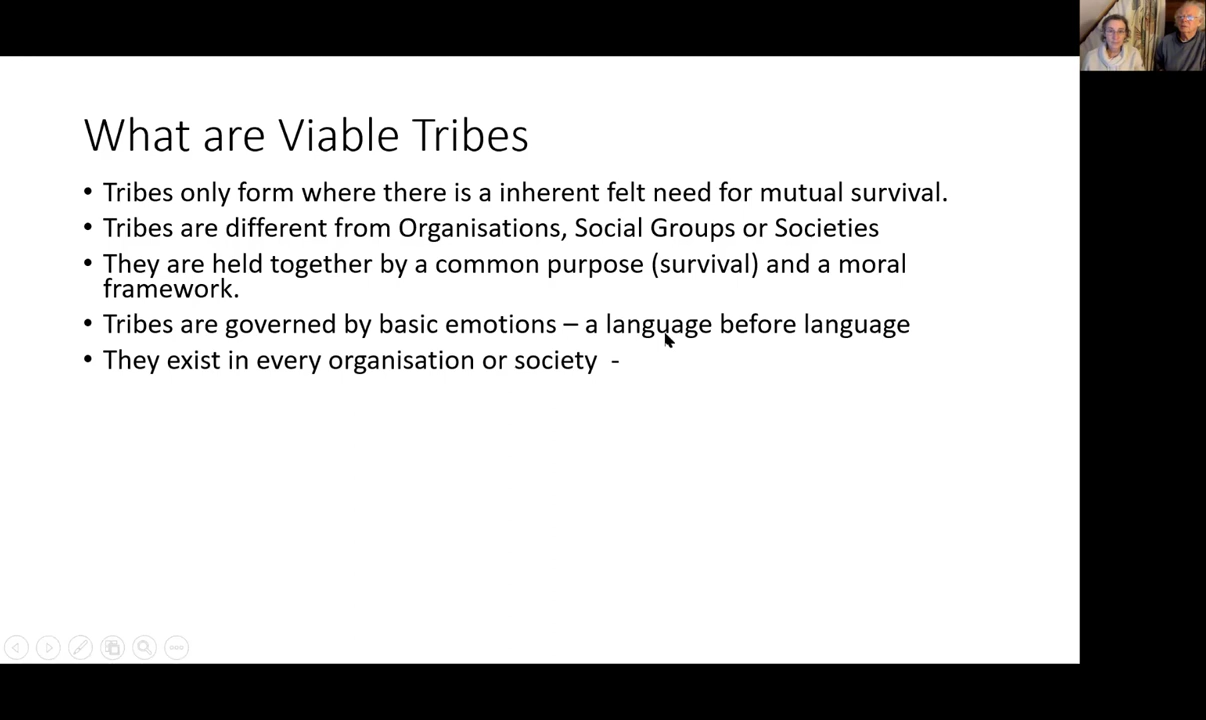 What are Viable Tribes
• Tribes only form where there is a inherent felt need for mutual survival.
• Tribes are different from Organisations, Social Groups or Societies
• They are held together by a common purpose (survival) and a moral
framework.
• Tribes are governed by basic emotions – a language before language
• They exist in every organisation or society  -